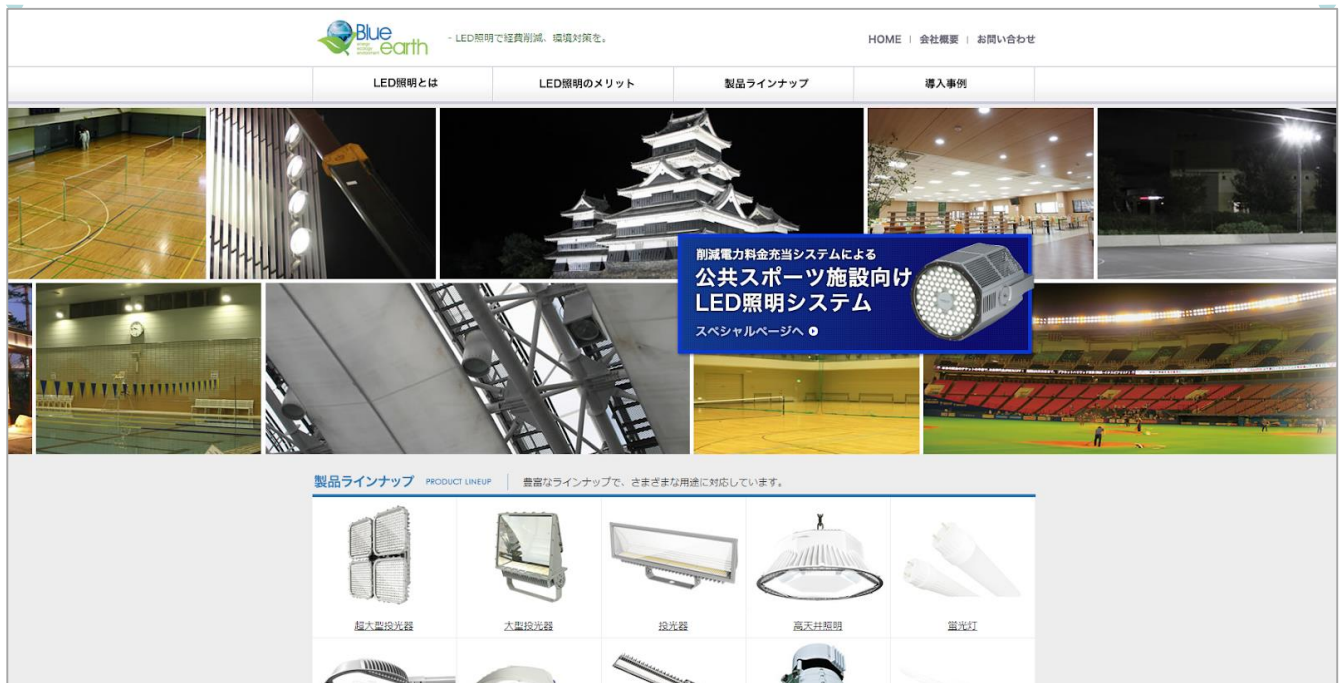 Blue earth
- LED照明で経費削減、環境対策を。
HOME | 会社概要 | お問い合わせ
LED照明とは
LED照明のメリット
製品ラインナップ
導入事例
削減電力料金充当システムによる
公共スポーツ施設向け
LED照明システム
スペシャルページへ
製品ラインナップ PRODUCT LINEUP
豊富なラインナップで、さまざまな用途に対応しています。
超大型投光器
大型投光器
投光器
高天井照明
蛍光灯